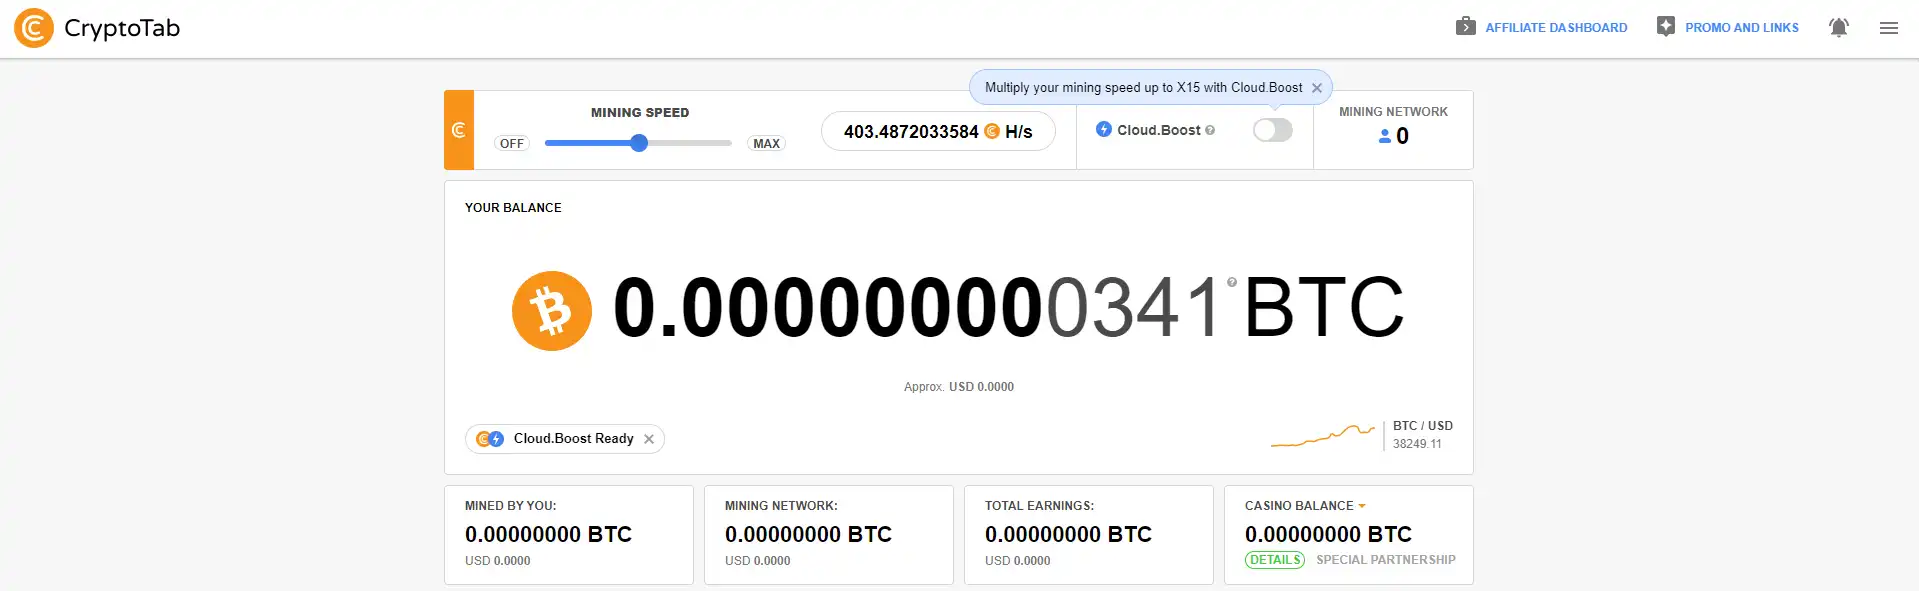 CryptoTab
AFFILIATE DASHBOARD
PROMO AND LINKS
Multiply your mining speed up to X15 with Cloud.Boost
MINING SPEED
OFF
MAX
403.4872033584 H/s
Cloud.Boost ?
MINING NETWORK
0
YOUR BALANCE
0.000000000341 ? BTC
Approx. USD 0.0000
Cloud.Boost Ready
BTC / USD
38249.11
MINED BY YOU:
0.00000000 BTC
USD 0.0000
MINING NETWORK:
0.00000000 BTC
USD 0.0000
TOTAL EARNINGS:
0.00000000 BTC
USD 0.0000
CASINO BALANCE
0.00000000 BTC
DETAILS SPECIAL PARTNERSHIP